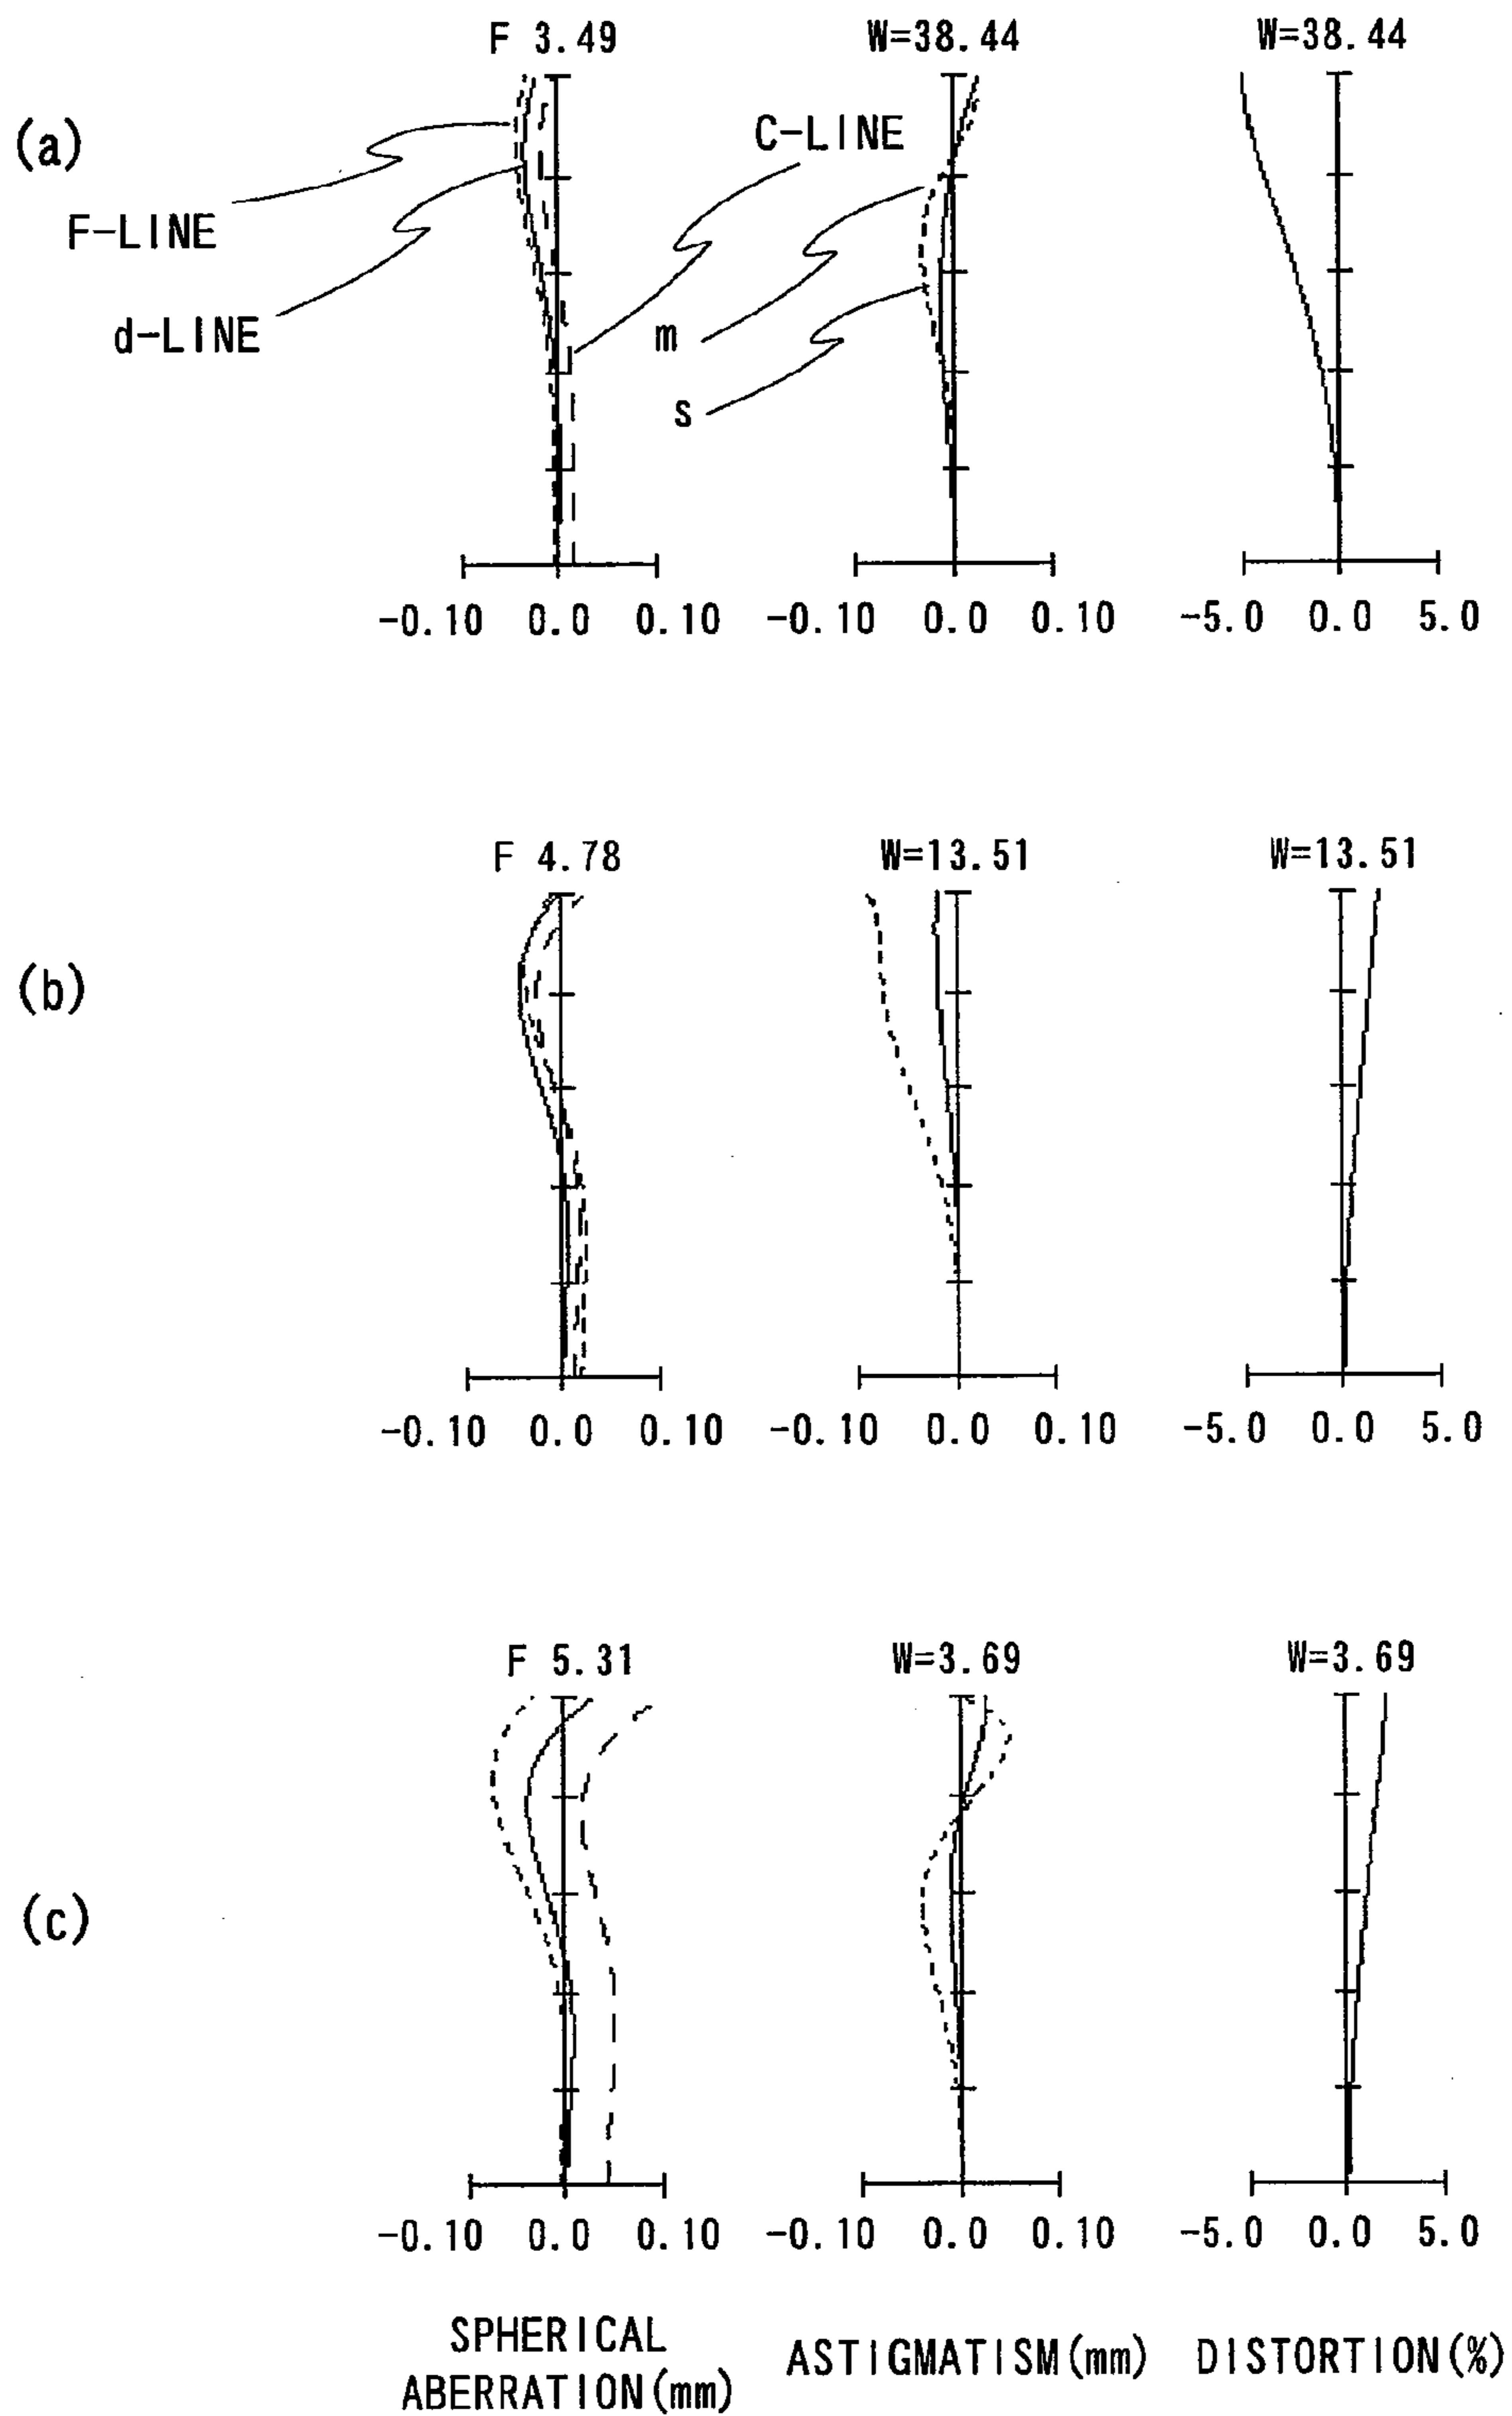 F 3.49 W=38.44 W=38.44
(a)
C-LINE
F-LINE
d-LINE
m
s
-0.10 0.0 0.10 -0.10 0.0 0.10 -5.0 0.0 5.0
F 4.78 W=13.51 W=13.51
(b)
-0.10 0.0 0.10 -0.10 0.0 0.10 -5.0 0.0 5.0
F 5.31 W=3.69 W=3.69
(c)
-0.10 0.0 0.10 -0.10 0.0 0.10 -5.0 0.0 5.0
SPHERICAL
ABERRATION(mm)
ASTIGMATISM(mm)
DISTORTION(%)